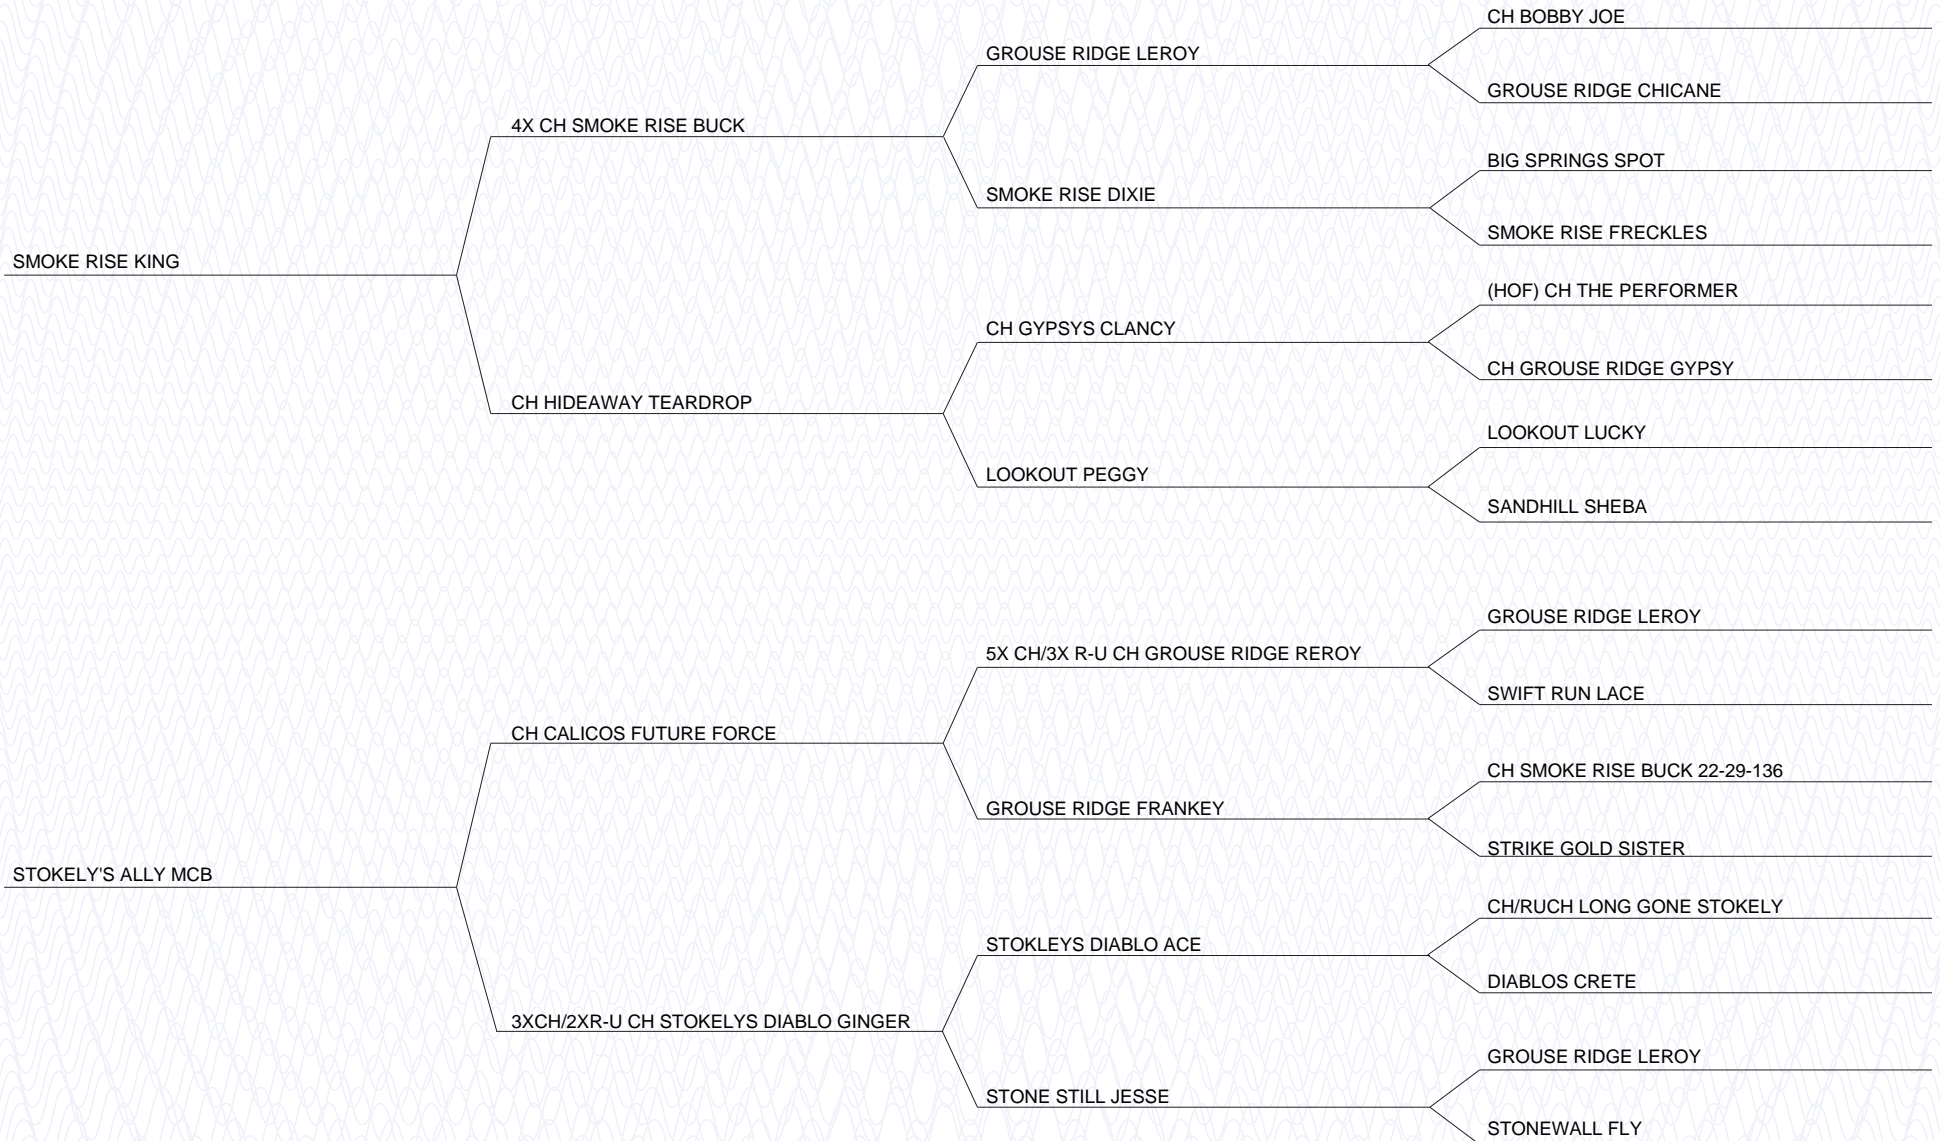 CH BOBBY JOE
GROUSE RIDGE LEROY
GROUSE RIDGE CHICANE
4X CH SMOKE RISE BUCK
BIG SPRINGS SPOT
SMOKE RISE DIXIE
SMOKE RISE FRECKLES
SMOKE RISE KING
(HOF) CH THE PERFORMER
CH GYPSYS CLANCY
CH GROUSE RIDGE GYPSY
CH HIDEAWAY TEARDROP
LOOKOUT LUCKY
LOOKOUT PEGGY
SANDHILL SHEBA
GROUSE RIDGE LEROY
5X CH/3X R-U CH GROUSE RIDGE REROY
SWIFT RUN LACE
CH CALICOS FUTURE FORCE
CH SMOKE RISE BUCK 22-29-136
GROUSE RIDGE FRANKEY
STRIKE GOLD SISTER
STOKELY'S ALLY MCB
CH/RUCH LONG GONE STOKELY
STOKLEYS DIABLO ACE
DIABLOS CRETE
3XCH/2XR-U CH STOKELYS DIABLO GINGER
GROUSE RIDGE LEROY
STONE STILL JESSE
STONEWALL FLY